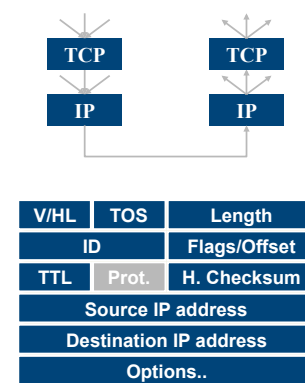 TCP TCP
IP IP
V/HL TOS Length
ID Flags/Offset
TTL Prot. H. Checksum
Source IP address
Destination IP address
Options..